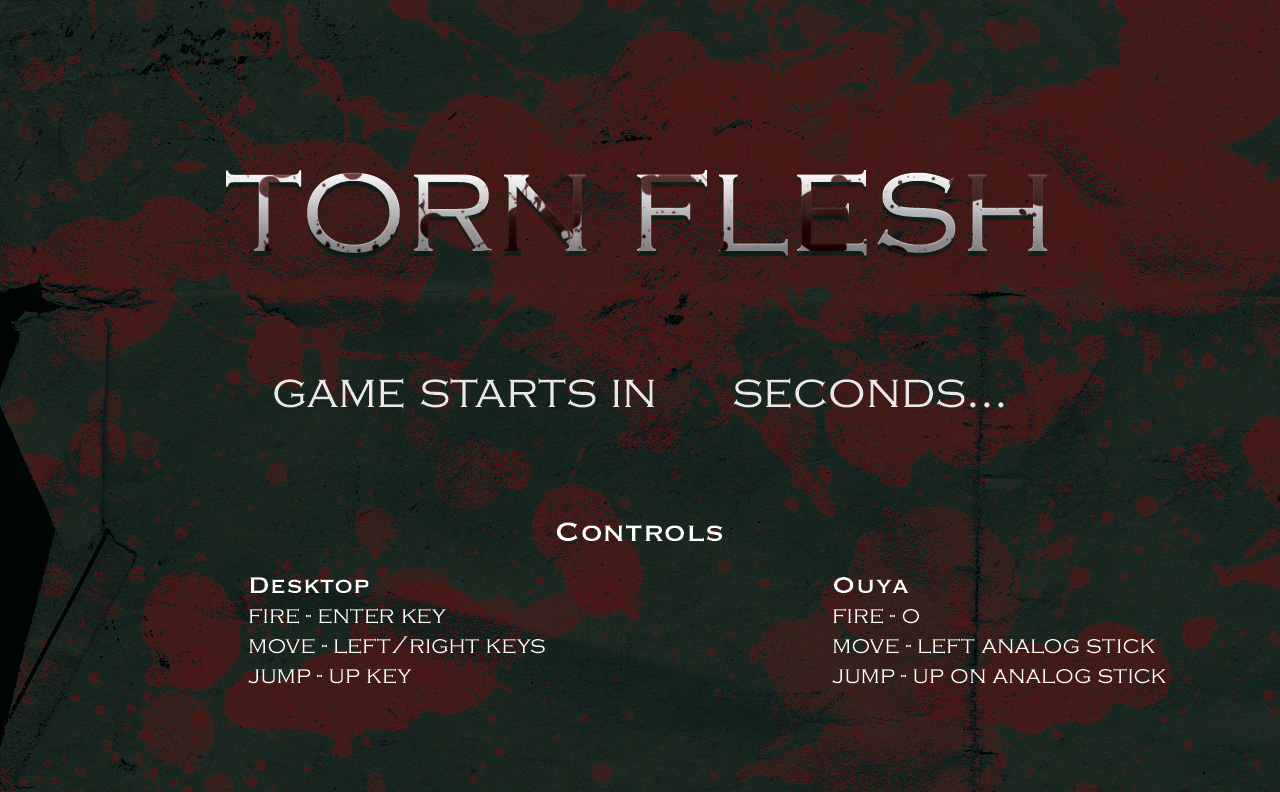 TORN FLESH
GAME STARTS IN SECONDS...
CONTROLS
DESKTOP
FIRE - ENTER KEY
MOVE - LEFT/RIGHT KEYS
JUMP - UP KEY
OUYA
FIRE - O
MOVE - LEFT ANALOG STICK
JUMP - UP ON ANALOG STICK